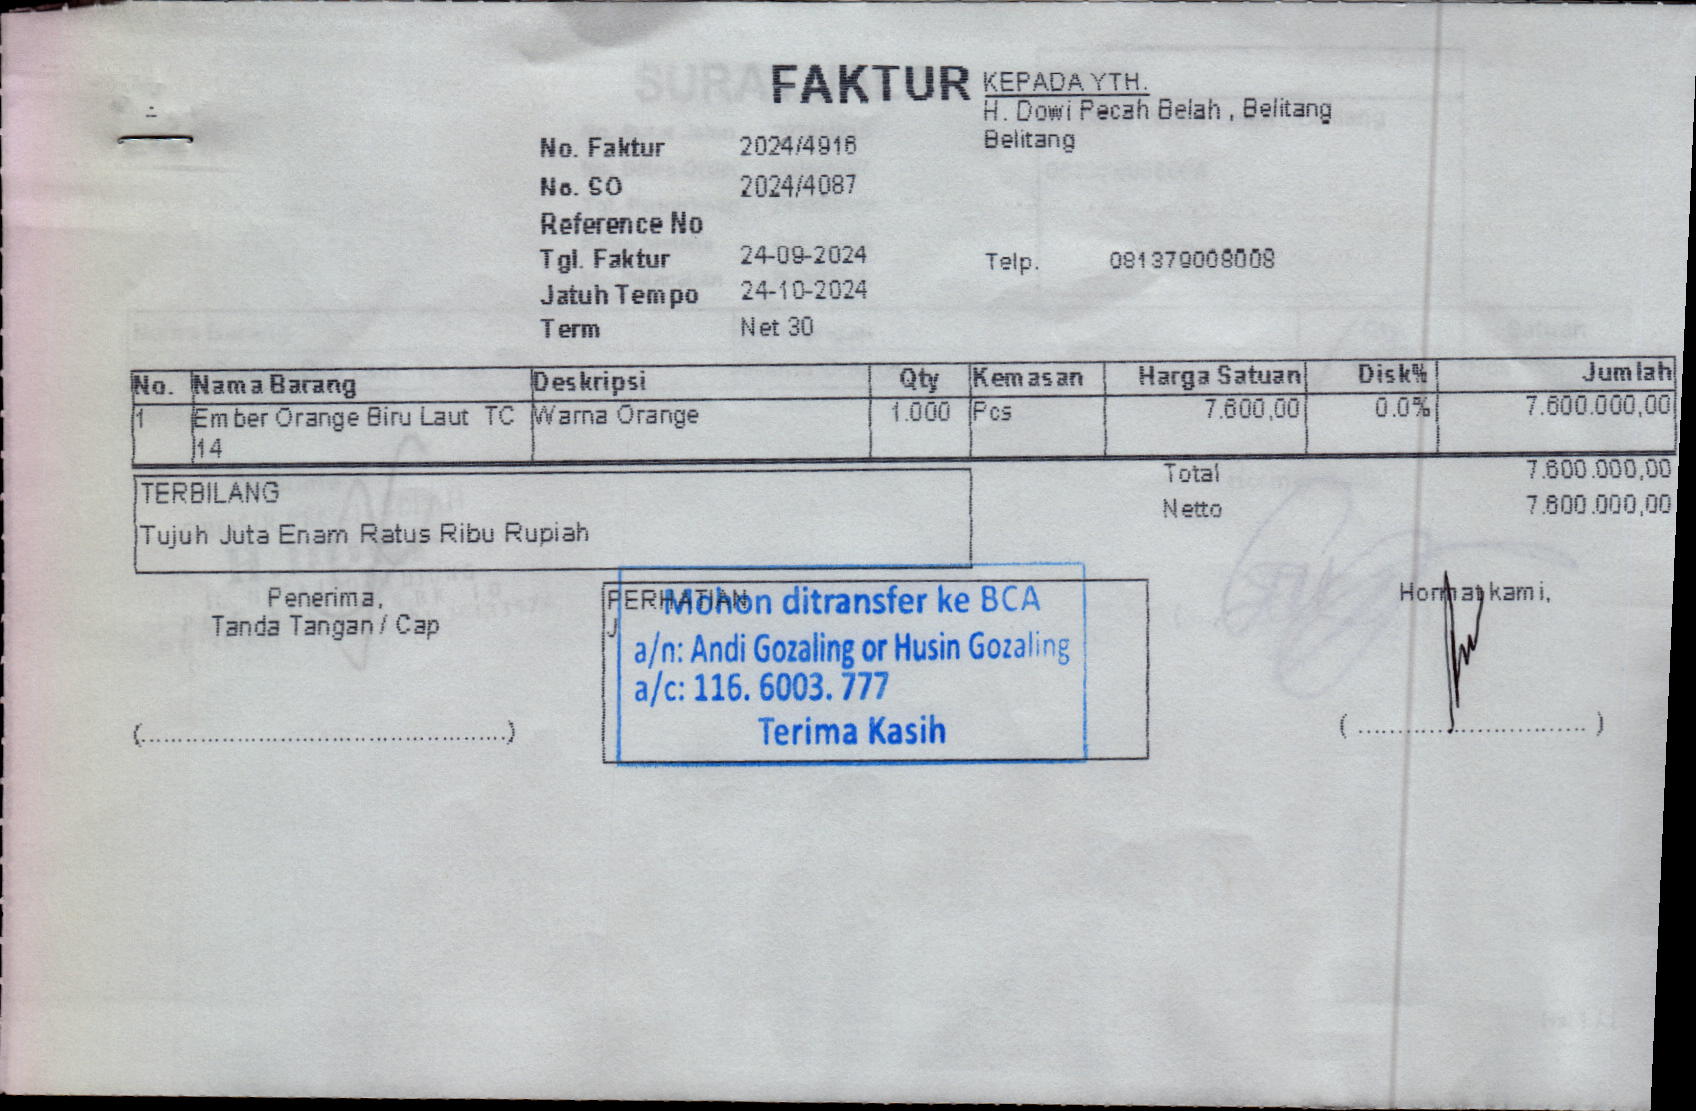 FAKTUR
KEPADA YTH.
H. Dowi Pecah Belah , Belitang
Belitang
No. Faktur 2024/4916
No. SO 2024/4087
Reference No
Tgl. Faktur 24-09-2024
Telp. 081379008008
Jatuh Tempo 24-10-2024
Term Net 30
No. Nama Barang Deskripsi Qty Kemasan Harga Satuan Disk% Jumlah
1 Ember Orange Biru Laut TC Warna Orange 1.000 Pcs 7.600,00 0.0% 7.600.000,00
14
Total 7.600.000,00
Netto 7.600.000,00
TERBILANG
Tujuh Juta Enam Ratus Ribu Rupiah
Penerima,
Tanda Tangan / Cap
(..............................................)
PERHATIAN
J
Mohon ditransfer ke BCA
a/n: Andi Gozaling or Husin Gozaling
a/c: 116. 6003. 777
Terima Kasih
Hormat kami,
( .............................. )